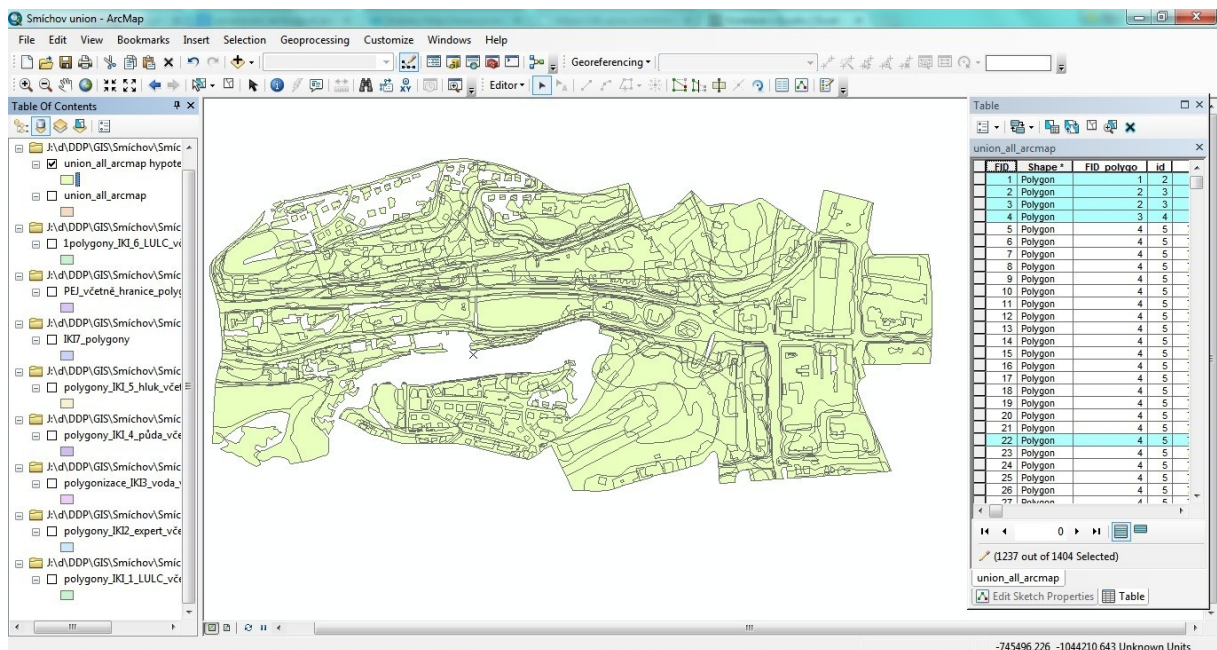 Smíchov union - ArcMap
File Edit View Bookmarks Insert Selection Geoprocessing Customize Windows Help
Georeferencing
Editor
Table Of Contents
J:\d\DDP\GIS\Smíchov\Smíc
union_all_arcmap hypote
union_all_arcmap
J:\d\DDP\GIS\Smíchov\Smíc
1polygony_IKI_6_LULC_vč
J:\d\DDP\GIS\Smíchov\Smíc
PEJ_včetně_hranice_polyg
J:\d\DDP\GIS\Smíchov\Smíc
IKI7_polygony
J:\d\DDP\GIS\Smíchov\Smíc
polygony_IKI_5_hluk_včet
J:\d\DDP\GIS\Smíchov\Smíc
polygony_IKI_4_půda_vče
J:\d\DDP\GIS\Smíchov\Smíc
polygonizace_IKI3_voda_v
J:\d\DDP\GIS\Smíchov\Smíc
polygony_IKI2_expert_vče
J:\d\DDP\GIS\Smíchov\Smíc
polygony_IKI_1_LULC_vče
Table
union_all_arcmap
FID Shape * FID_polygo id
1 Polygon 1 2
2 Polygon 2 3
3 Polygon 2 3
4 Polygon 3 4
5 Polygon 4 5
6 Polygon 4 5
7 Polygon 4 5
8 Polygon 4 5
9 Polygon 4 5
10 Polygon 4 5
11 Polygon 4 5
12 Polygon 4 5
13 Polygon 4 5
14 Polygon 4 5
15 Polygon 4 5
16 Polygon 4 5
17 Polygon 4 5
18 Polygon 4 5
19 Polygon 4 5
20 Polygon 4 5
21 Polygon 4 5
22 Polygon 4 5
23 Polygon 4 5
24 Polygon 4 5
25 Polygon 4 5
26 Polygon 4 5
27 Polygon 4 5
0
(1237 out of 1404 Selected)
union_all_arcmap
Edit Sketch Properties Table
-745496,226 -1044210,643 Unknown Units